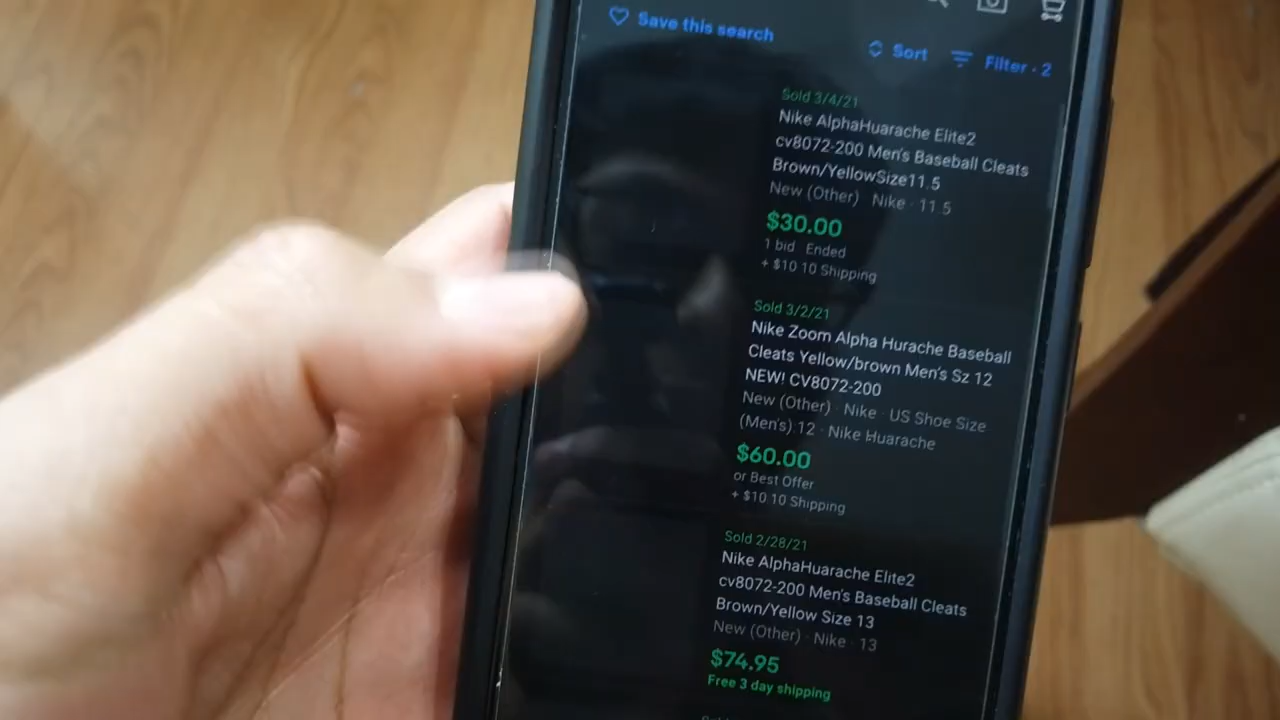 Save this search
Sort
Filter · 2
Sold 3/4/21
Nike AlphaHuarache Elite2
cv8072-200 Men's Baseball Cleats
Brown/YellowSize11.5
New (Other) Nike · 11.5
$30.00
1 bid Ended
+ $10 10 Shipping
Sold 3/2/21
Nike Zoom Alpha Hurache Baseball
Cleats Yellow/brown Men's Sz 12
NEW! CV8072-200
New (Other) · Nike · US Shoe Size
(Men's) 12 · Nike Huarache
$60.00
or Best Offer
+ $10 10 Shipping
Sold 2/28/21
Nike AlphaHuarache Elite2
cv8072-200 Men's Baseball Cleats
Brown/Yellow Size 13
New (Other) · Nike · 13
$74.95
Free 3 day shipping